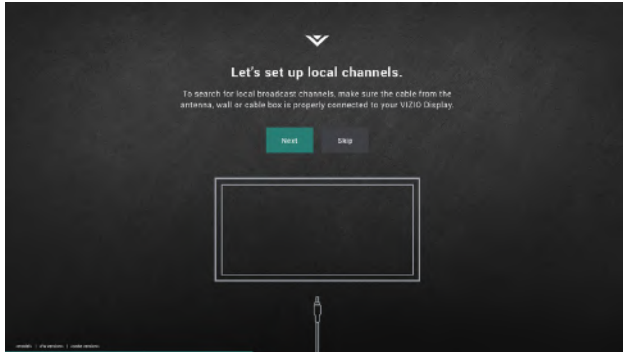 Let's set up local channels.
To search for local broadcast channels, make sure the cable from the
antenna, wall or cable box is properly connected to your VIZIO Display.
Next
Skip